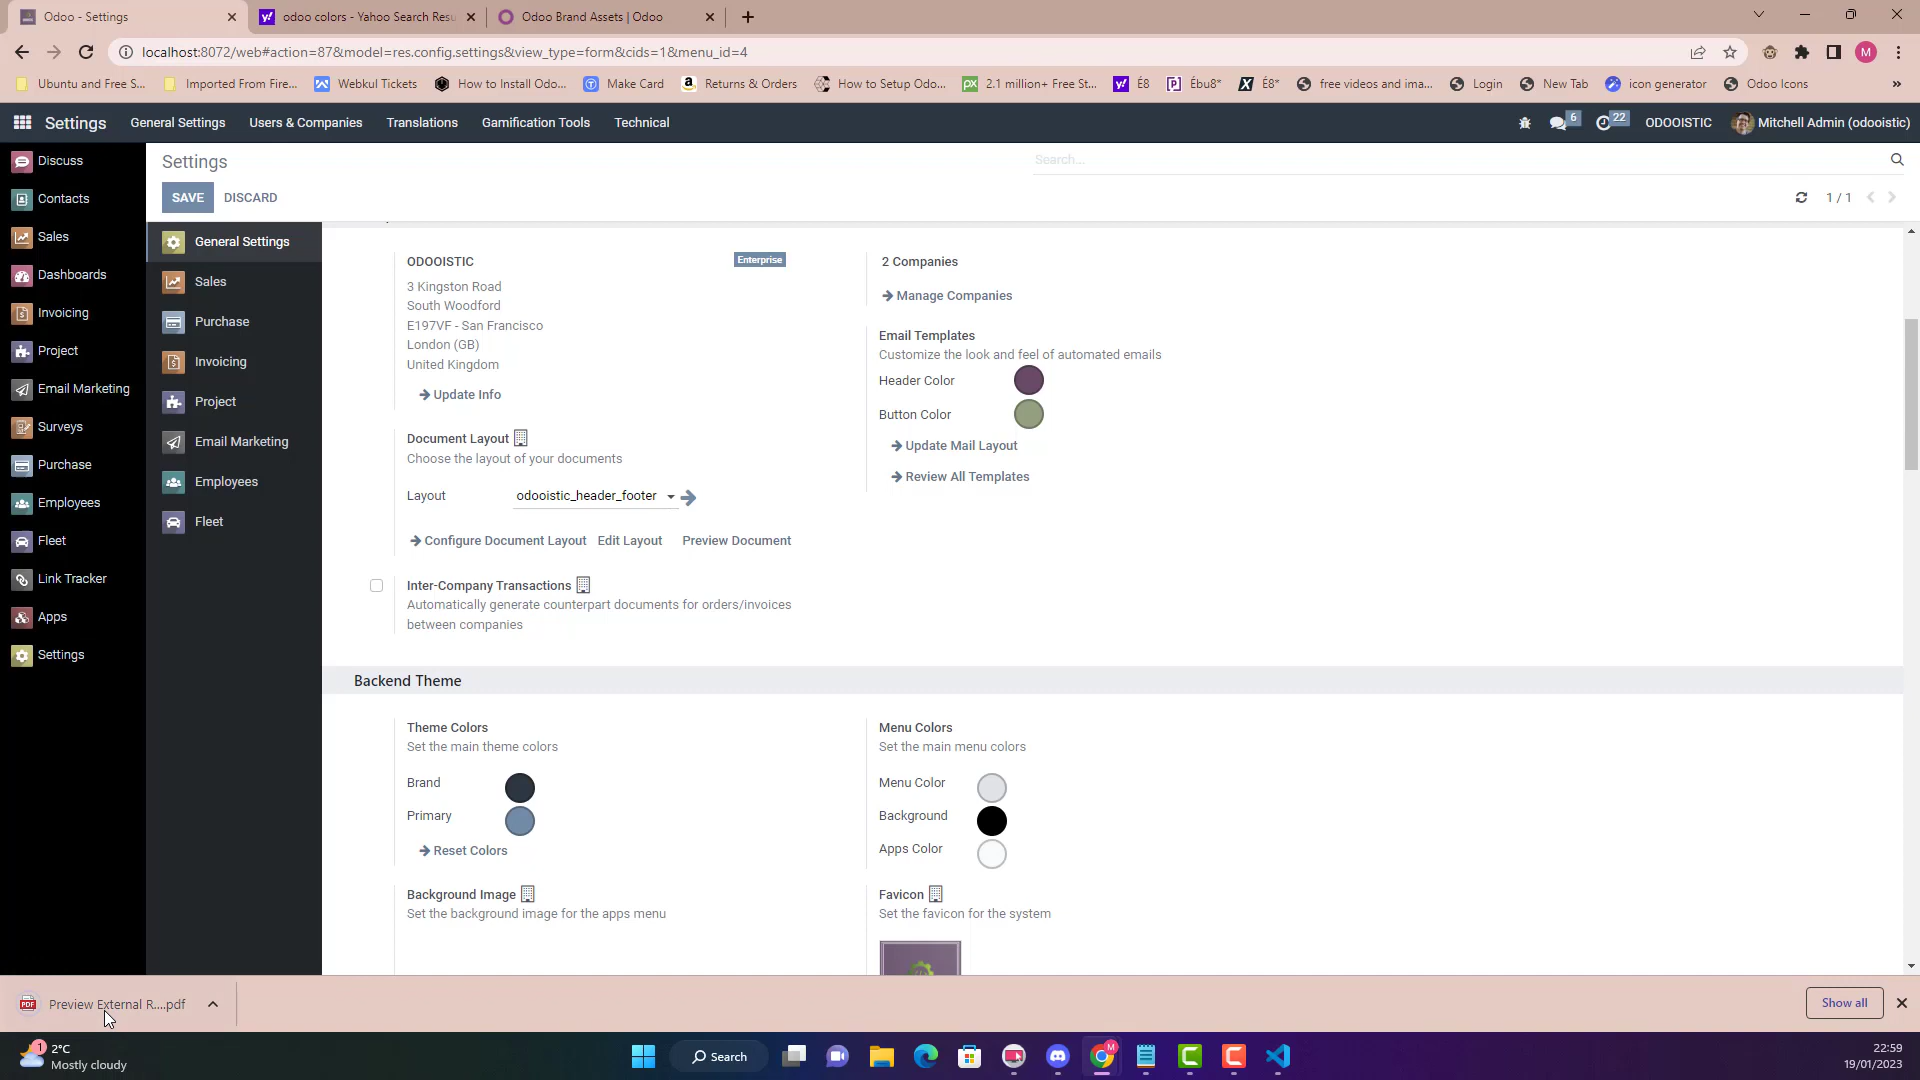 Odoo - Settings
odoo colors - Yahoo Search Resu
Odoo Brand Assets | Odoo
localhost:8072/web#action=87&model=res.config.settings&view_type=form&cids=1&menu_id=4
M
Ubuntu and Free S...
Imported From Fire...
Webkul Tickets
How to Install Odo...
Make Card
Returns & Orders
How to Setup Odo...
2.1 million+ Free St...
É8
Ébu8*
É8*
free videos and ima...
Login
New Tab
icon generator
Odoo Icons
»
Settings
General Settings
Users & Companies
Translations
Gamification Tools
Technical
6
22
ODOOISTIC
Mitchell Admin (odooistic)
Discuss
Contacts
Sales
Dashboards
Invoicing
Project
Email Marketing
Surveys
Purchase
Employees
Fleet
Link Tracker
Apps
Settings
Settings
Search...
SAVE
DISCARD
1 / 1
General Settings
Sales
Purchase
Invoicing
Project
Email Marketing
Employees
Fleet
ODOOISTIC
Enterprise
3 Kingston Road
South Woodford
E197VF - San Francisco
London (GB)
United Kingdom
Update Info
2 Companies
Manage Companies
Email Templates
Customize the look and feel of automated emails
Header Color
Button Color
Update Mail Layout
Review All Templates
Document Layout
Choose the layout of your documents
Layout
odooistic_header_footer
Configure Document Layout
Edit Layout
Preview Document
Inter-Company Transactions
Automatically generate counterpart documents for orders/invoices
between companies
Backend Theme
Theme Colors
Set the main theme colors
Brand
Primary
Reset Colors
Menu Colors
Set the main menu colors
Menu Color
Background
Apps Color
Background Image
Set the background image for the apps menu
Favicon
Set the favicon for the system
PDF
Preview External R....pdf
Show all
1
2°C
Mostly cloudy
Search
M
22:59
19/01/2023